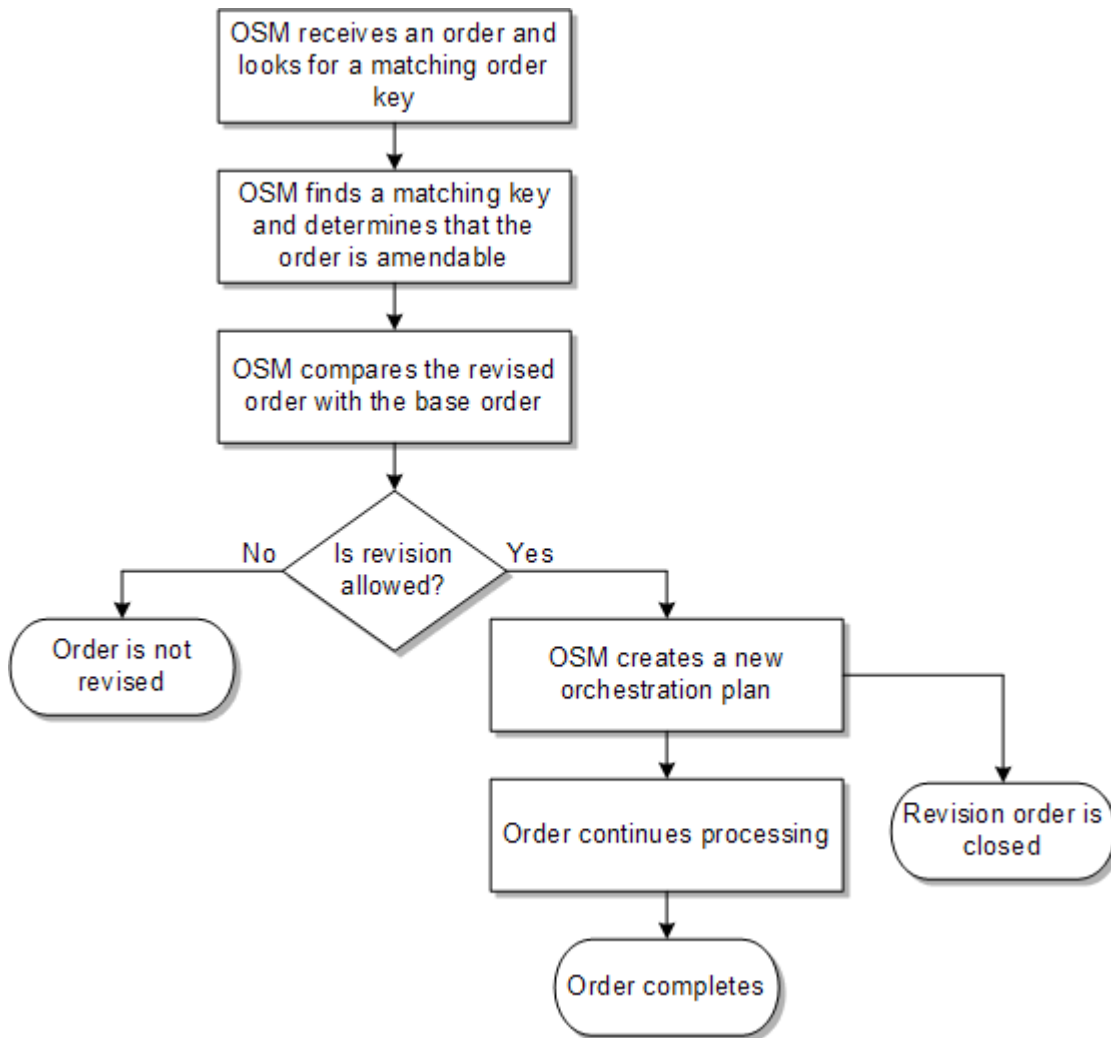 OSM receives an order and
looks for a matching order
key
OSM finds a matching key
and determines that the
order is amendable
OSM compares the revised
order with the base order
No
Is revision
allowed?
Yes
Order is not
revised
OSM creates a new
orchestration plan
Order continues processing
Revision order is
closed
Order completes